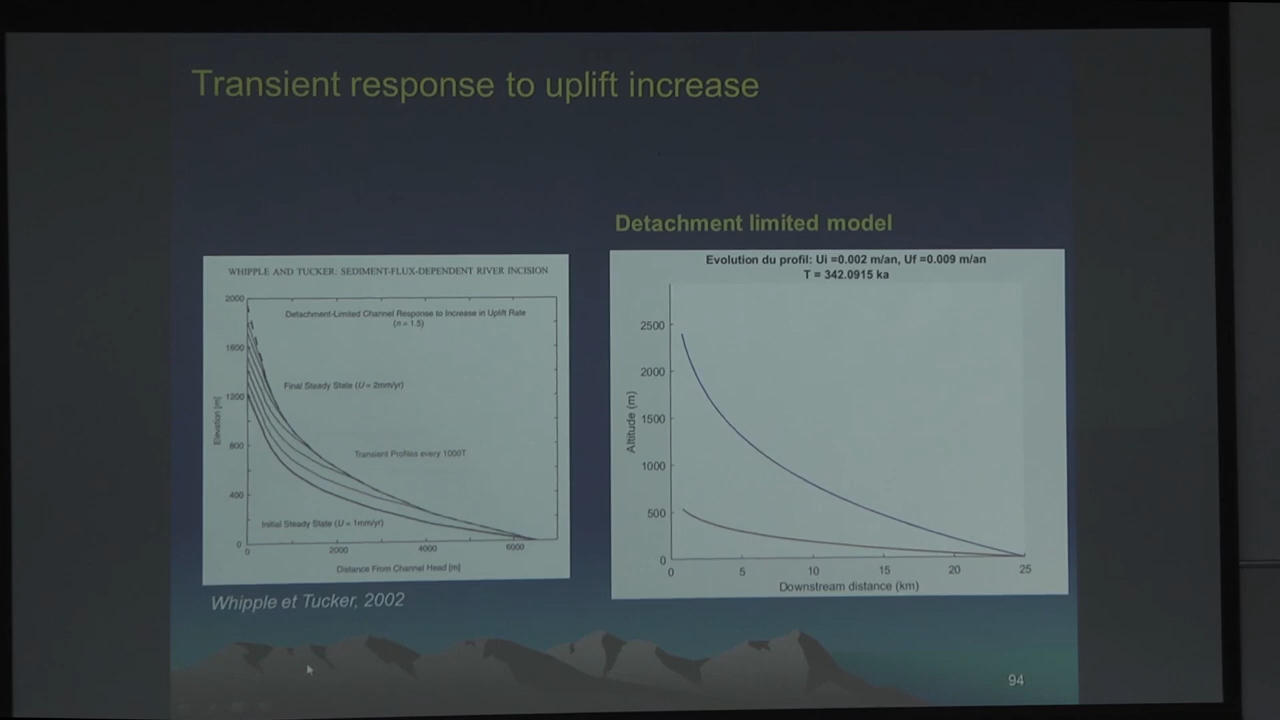 Transient response to uplift increase
WHIPPLE AND TUCKER: SEDIMENT-FLUX-DEPENDENT RIVER INCISION
2000
1600
1200
800
400
0
Elevation [m]
Detachment-Limited Channel Response to Increase in Uplift Rate
(n = 1.5)
Final Steady State (U = 2mm/yr)
Transient Profiles every 1000T
Initial Steady State (U = 1mm/yr)
0 2000 4000 6000
Distance From Channel Head [m]
Whipple et Tucker, 2002
Detachment limited model
Evolution du profil: Ui =0.002 m/an, Uf =0.009 m/an
T = 342.0915 ka
2500
2000
1500
1000
500
0
Altitude (m)
0 5 10 15 20 25
Downstream distance (km)
94